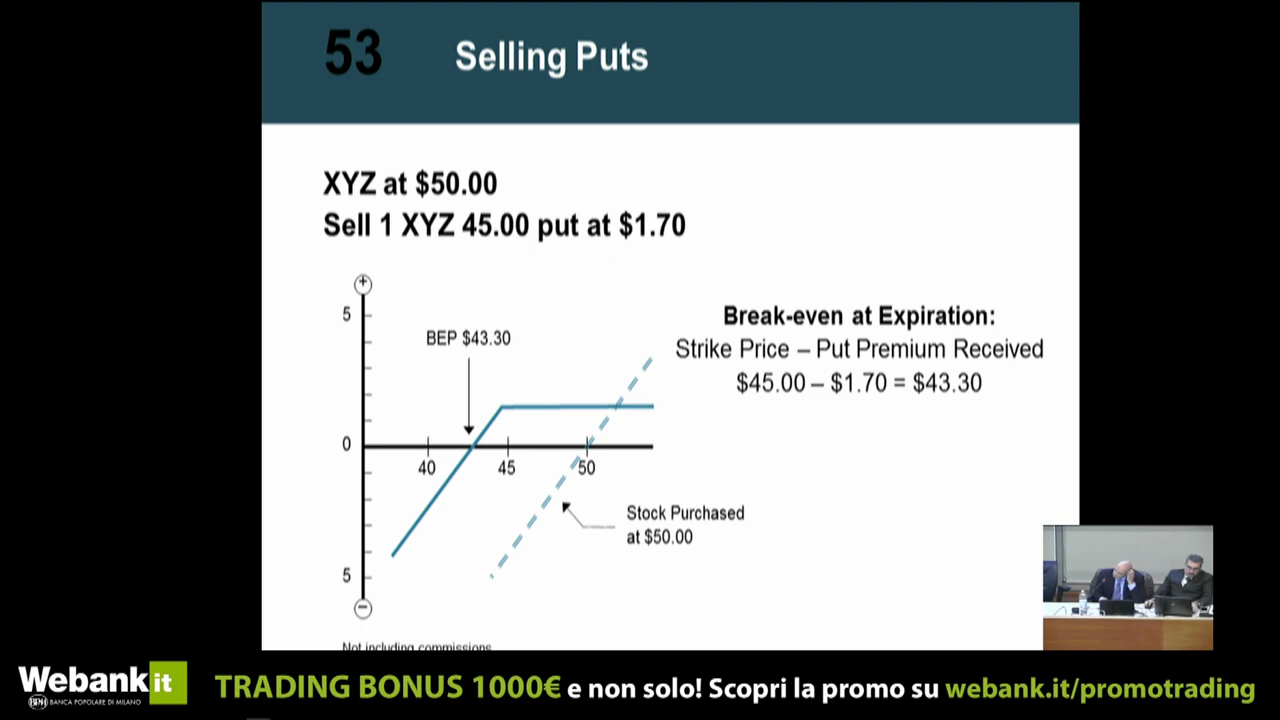 53
Selling Puts
XYZ at $50.00
Sell 1 XYZ 45.00 put at $1.70
+
5
BEP $43.30
0
40
45
50
5
−
Stock Purchased
at $50.00
Break-even at Expiration:
Strike Price – Put Premium Received
$45.00 – $1.70 = $43.30
Not including commissions
Webank it
BPM BANCA POPOLARE DI MILANO
TRADING BONUS 1000€ e non solo! Scopri la promo su webank.it/promotrading